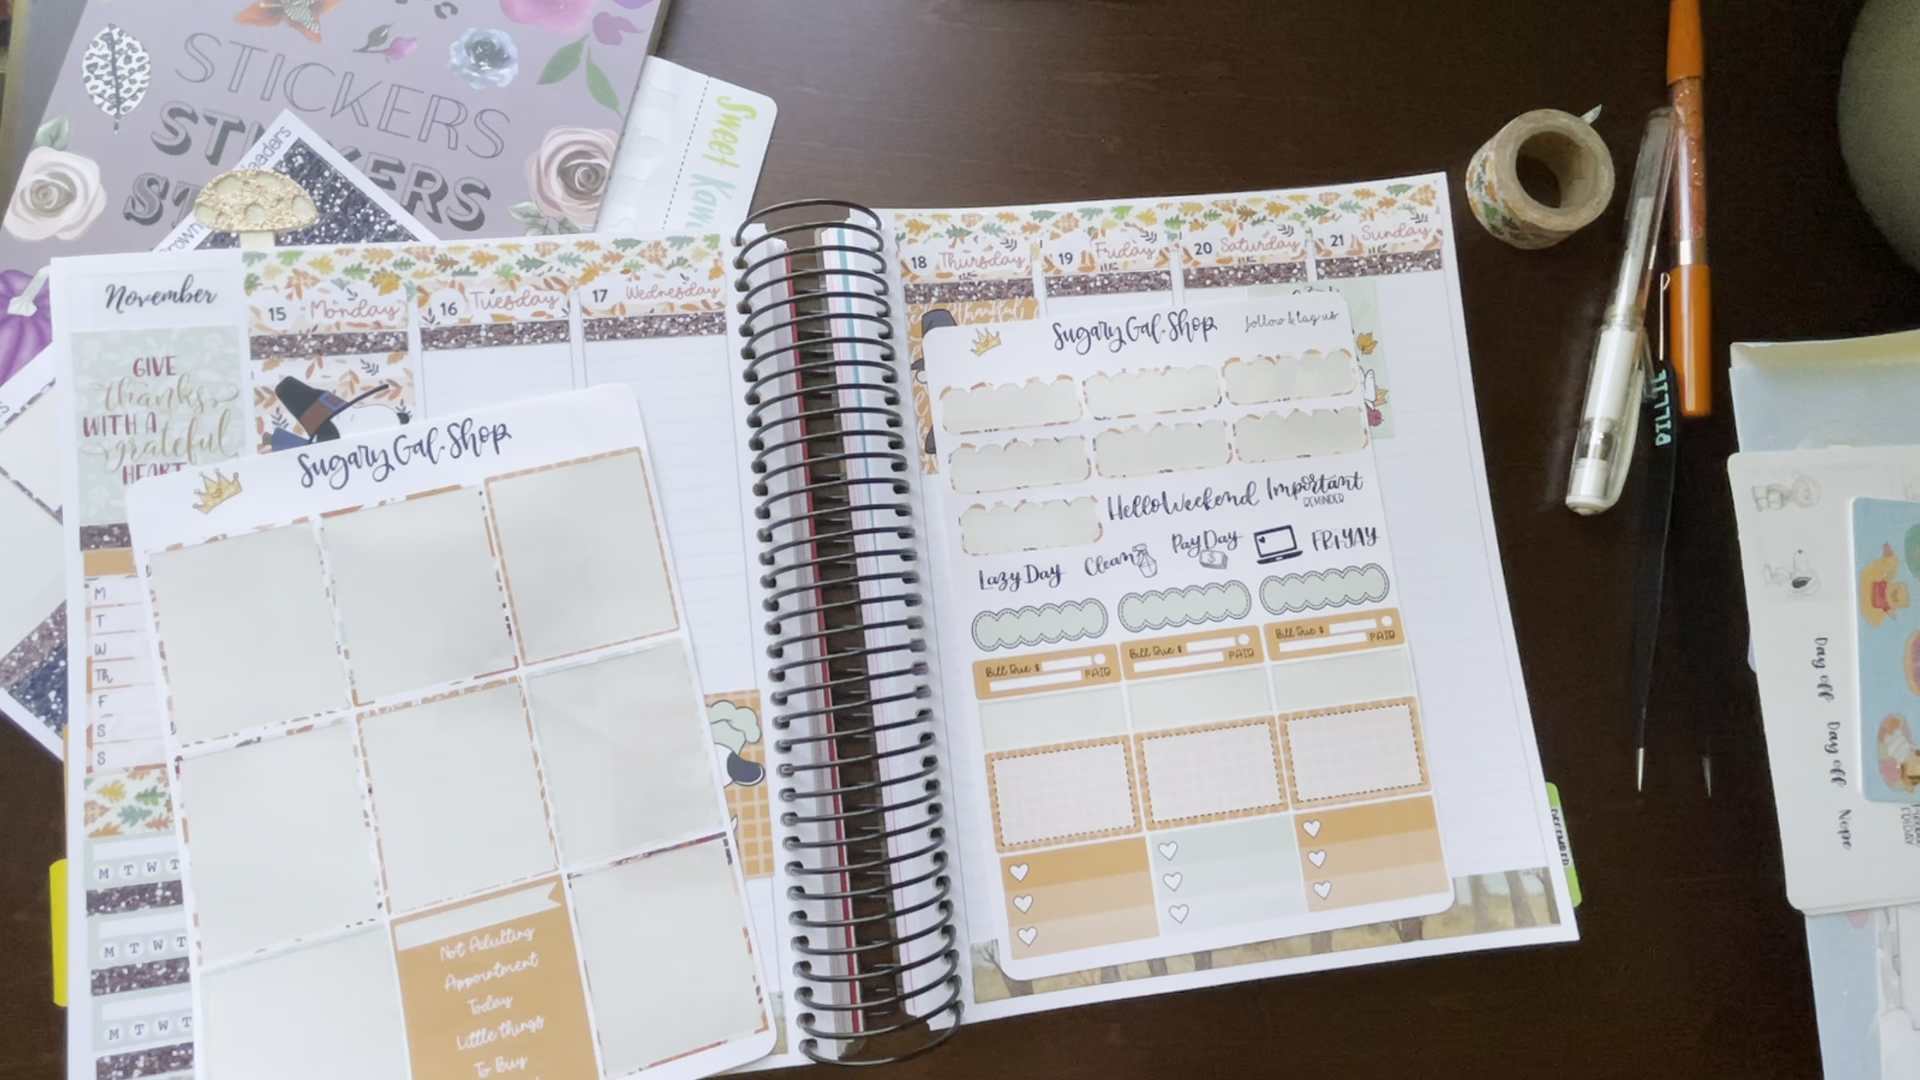 STICKERS
STICKERS
STICKERS
Sweet Kaw
November
15 Monday
16 Tuesday
17 Wednesday
18 Thursday
19 Friday
20 Saturday
21 Sunday
GIVE
thanks
WITH A
grateful
HEART
thankful
M
T
W
Th
F
S
S
M T W T
M T W T
M T W T
Sugary Gal Shop
Not Adulting
Appointment
Today
Little things
To Buy
Sugary Gal Shop
follow & tag us
Hello Weekend
Important
REMINDER
Lazy Day
Clean
Pay Day
$
FRIYAY
Bill Due $
PAID
Bill Due $
PAID
Bill Due $
PAID
BILLIE
DECEMBER
Day off
Day off
Nope